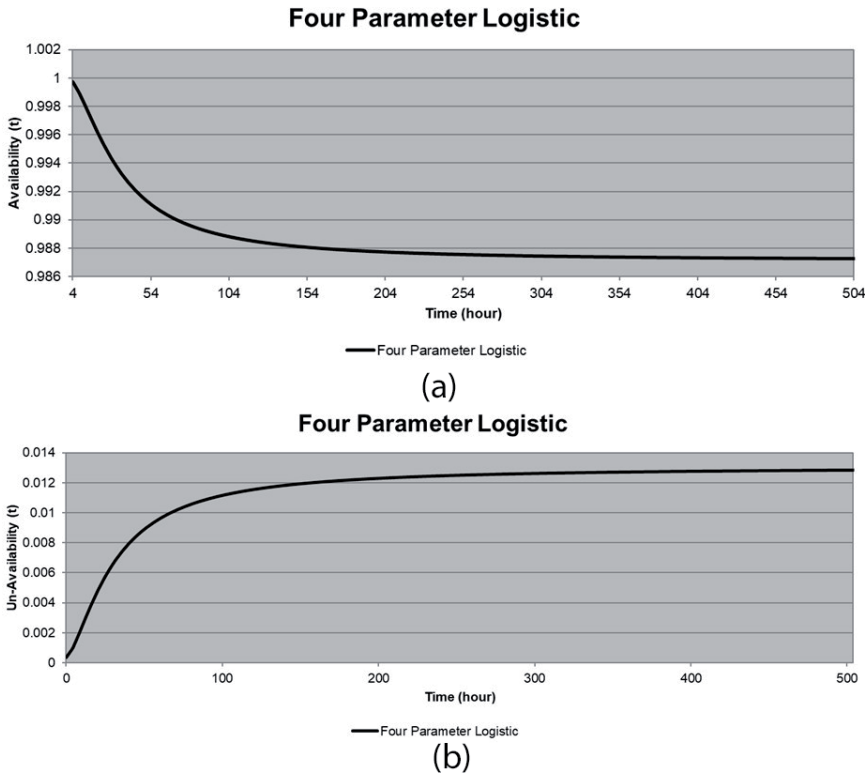 Four Parameter Logistic
1.002
1
0.998
0.996
0.994
0.992
0.99
0.988
0.986
Availability (t)
4 54 104 154 204 254 304 354 404 454 504
Time (hour)
Four Parameter Logistic
(a)
Four Parameter Logistic
0.014
0.012
0.01
0.008
0.006
0.004
0.002
0
Un-Availability (t)
0 100 200 300 400 500
Time (hour)
Four Parameter Logistic
(b)